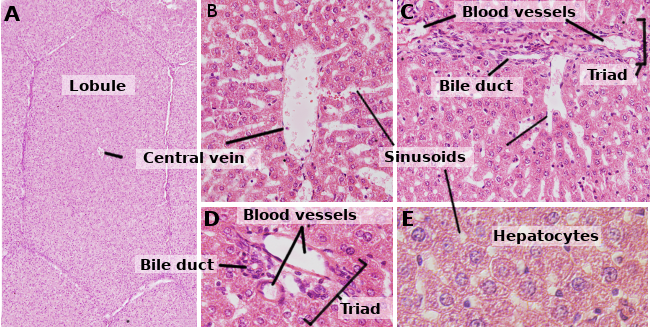 A
Lobule
Central vein
B
C
Blood vessels
Bile duct
Triad
Sinusoids
D
Blood vessels
Bile duct
Triad
E
Hepatocytes